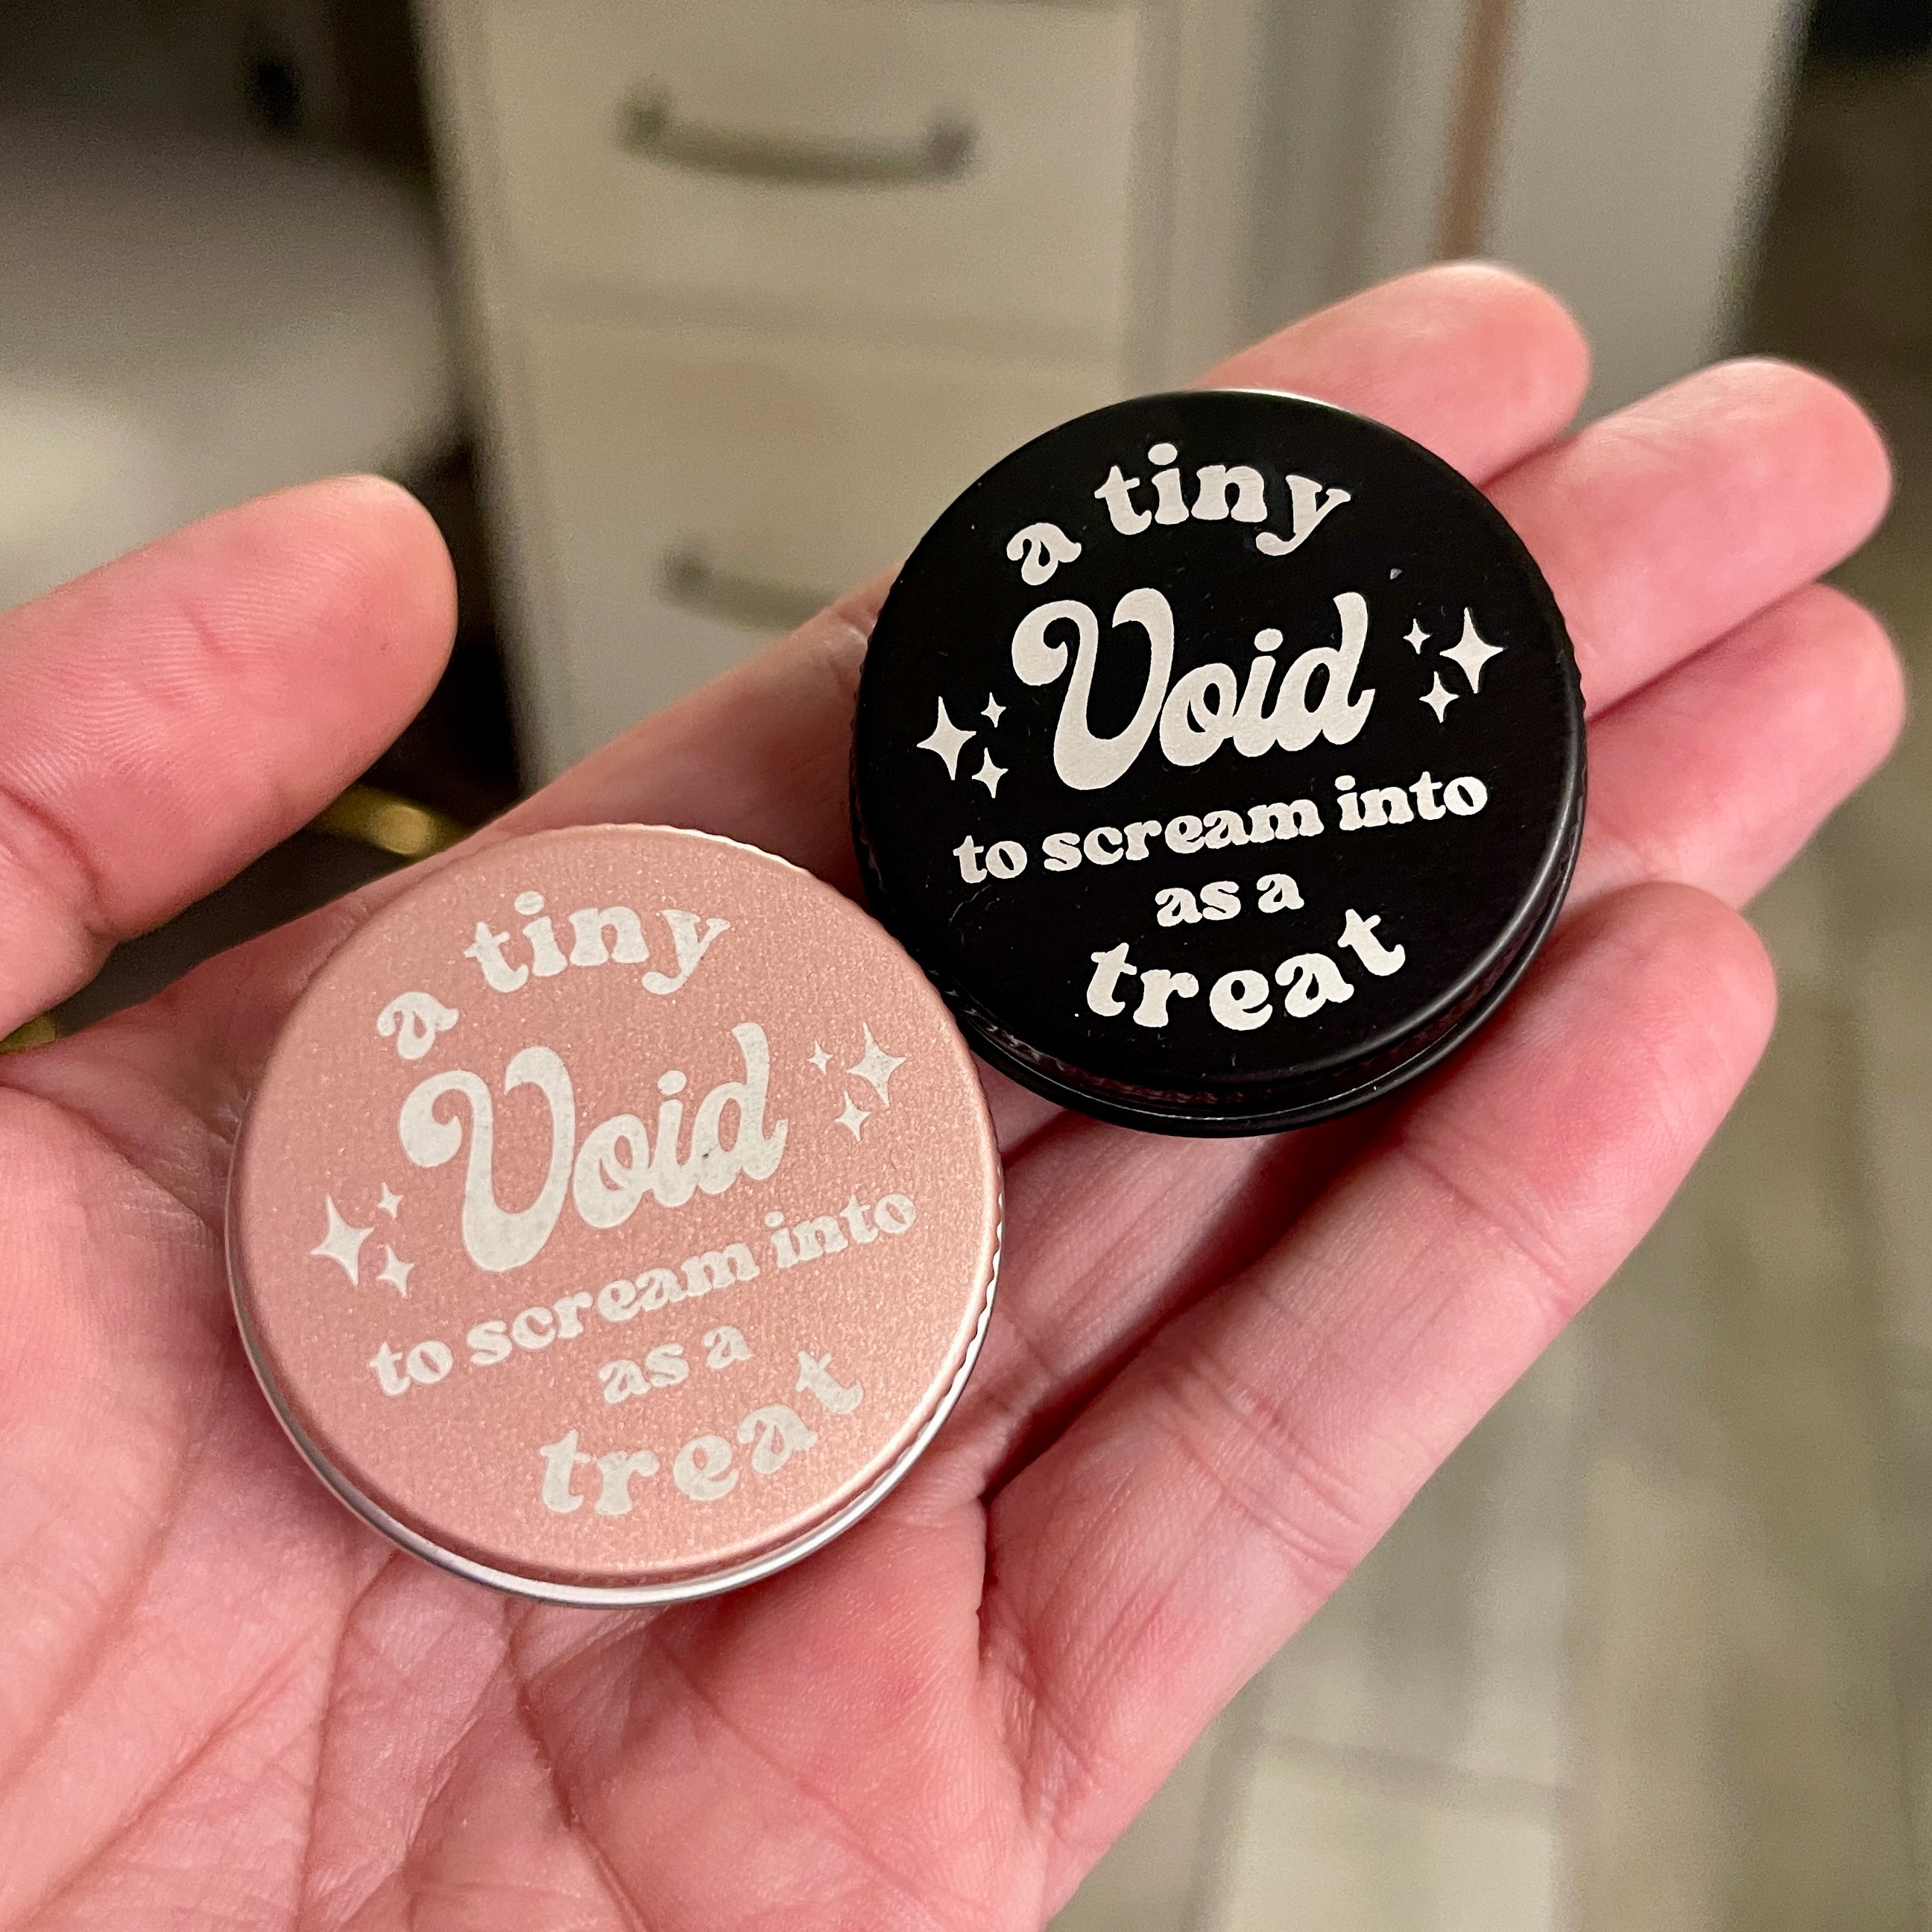 a tiny
Void
to scream into
as a
treat
a tiny
Void
to scream into
as a
treat